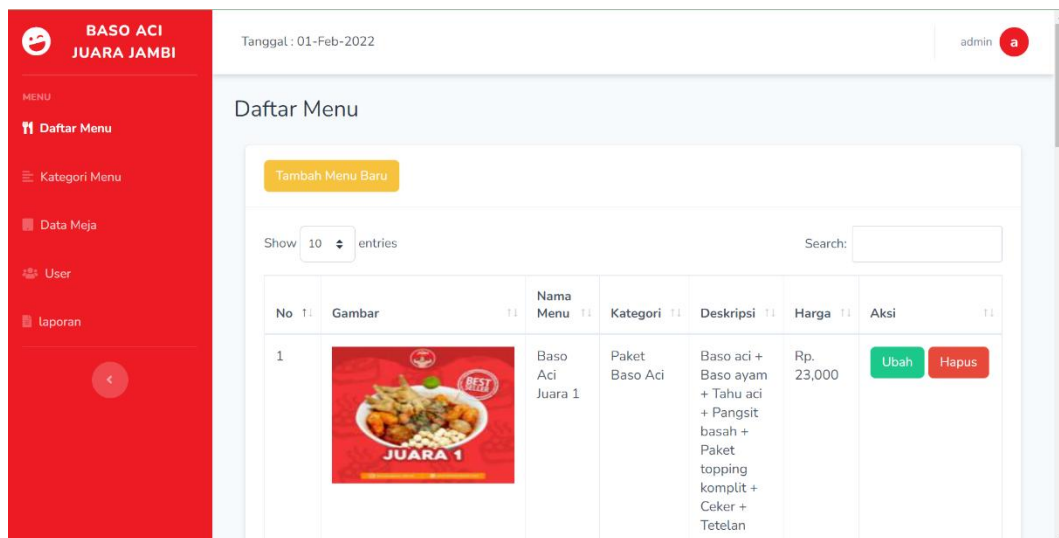 BASO ACI
JUARA JAMBI
Tanggal : 01-Feb-2022
admin
a
MENU
Daftar Menu
Kategori Menu
Data Meja
User
laporan
Daftar Menu
Tambah Menu Baru
Show 10 entries
Search:
No
Gambar
Nama
Menu
Kategori
Deskripsi
Harga
Aksi
1
BEST
SELLER
JUARA 1
Baso
Aci
Juara 1
Paket
Baso Aci
Baso aci +
Baso ayam
+ Tahu aci
+ Pangsit
basah +
Paket
topping
komplit +
Ceker +
Tetelan
Rp.
23,000
Ubah
Hapus